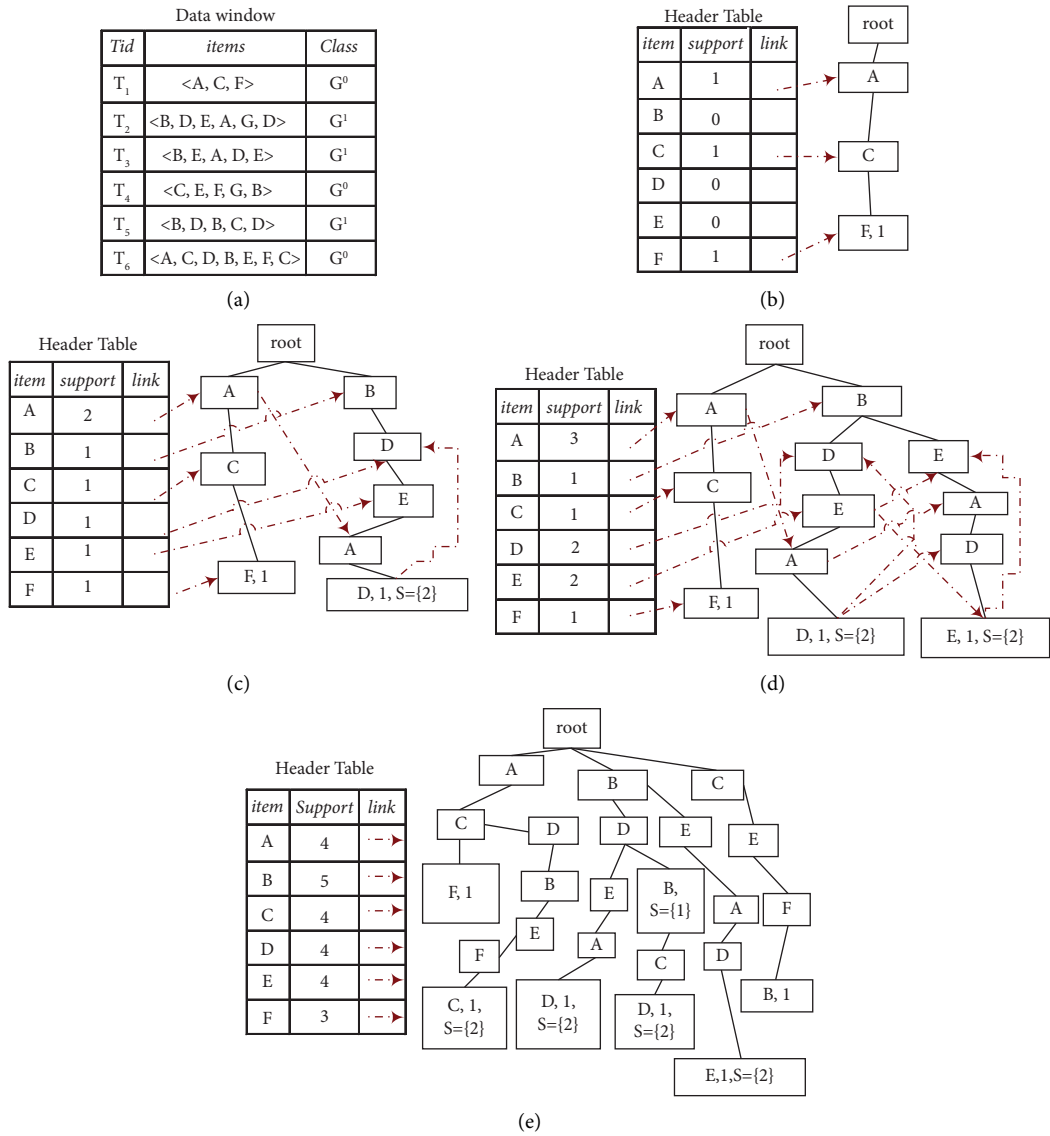 Data window
Tid items Class
T1 <A, C, F> G⁰
T2 <B, D, E, A, G, D> G¹
T3 <B, E, A, D, E> G¹
T4 <C, E, F, G, B> G⁰
T5 <B, D, B, C, D> G¹
T6 <A, C, D, B, E, F, C> G⁰
(a)
Header Table
item support link
A 1
B 0
C 1
D 0
E 0
F 1
root
A
C
F, 1
(b)
Header Table
item support link
A 2
B 1
C 1
D 1
E 1
F 1
root
A B
D
C
E
A
F, 1
D, 1, S={2}
(c)
Header Table
item support link
A 3
B 1
C 1
D 2
E 2
F 1
root
A B
D E
C
E A
D
A
F, 1
D, 1, S={2} E, 1, S={2}
(d)
Header Table
item Support link
A 4
B 5
C 4
D 4
E 4
F 3
root
A B C
C D D E E
F, 1 B E B,
S={1} A F
E A
F C D
B, 1
C, 1,
S={2}
D, 1,
S={2}
D, 1,
S={2}
E,1,S={2}
(e)